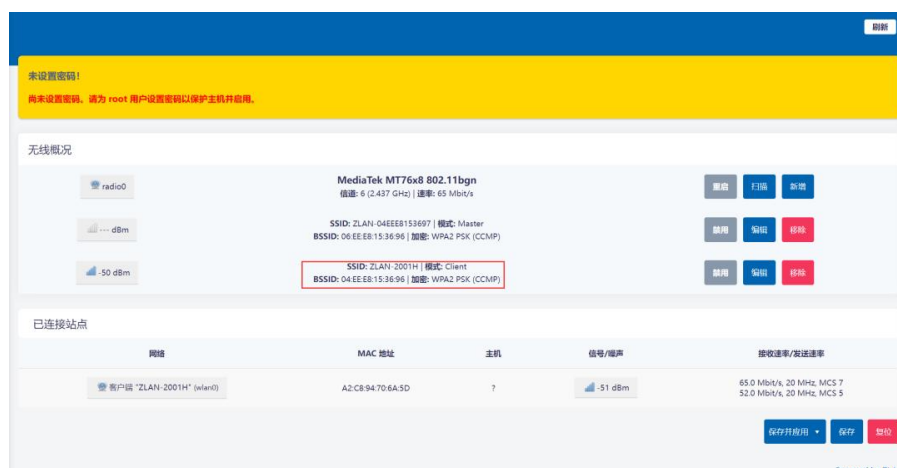 刷新
未设置密码！
尚未设置密码。请为 root 用户设置密码以保护主机并启用。
无线概况
radio0
MediaTek MT76x8 802.11bgn
信道: 6 (2.437 GHz) | 速率: 65 Mbit/s
重启 扫描 新增
--- dBm
SSID: ZLAN-04EEE8153697 | 模式: Master
BSSID: 06:EE:E8:15:36:96 | 加密: WPA2 PSK (CCMP)
禁用 编辑 移除
-50 dBm
SSID: ZLAN-2001H | 模式: Client
BSSID: 04:EE:E8:15:36:96 | 加密: WPA2 PSK (CCMP)
禁用 编辑 移除
已连接站点
网络 MAC 地址 主机 信号/噪声 接收速率/发送速率
客户端 "ZLAN-2001H" (wlan0) A2:C8:94:70:6A:5D ? -51 dBm
65.0 Mbit/s, 20 MHz, MCS 7
52.0 Mbit/s, 20 MHz, MCS 5
保存并应用 保存 复位